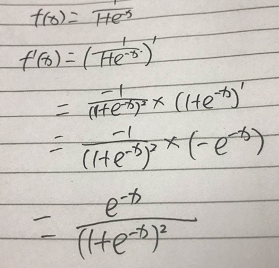 f(x) = 1/(1+e^-x)
f'(x) = (1/(1+e^-x))'
= -1/(1+e^-x)² × (1+e^-x)'
= -1/(1+e^-x)² × (-e^-x)
= e^-x/(1+e^-x)²